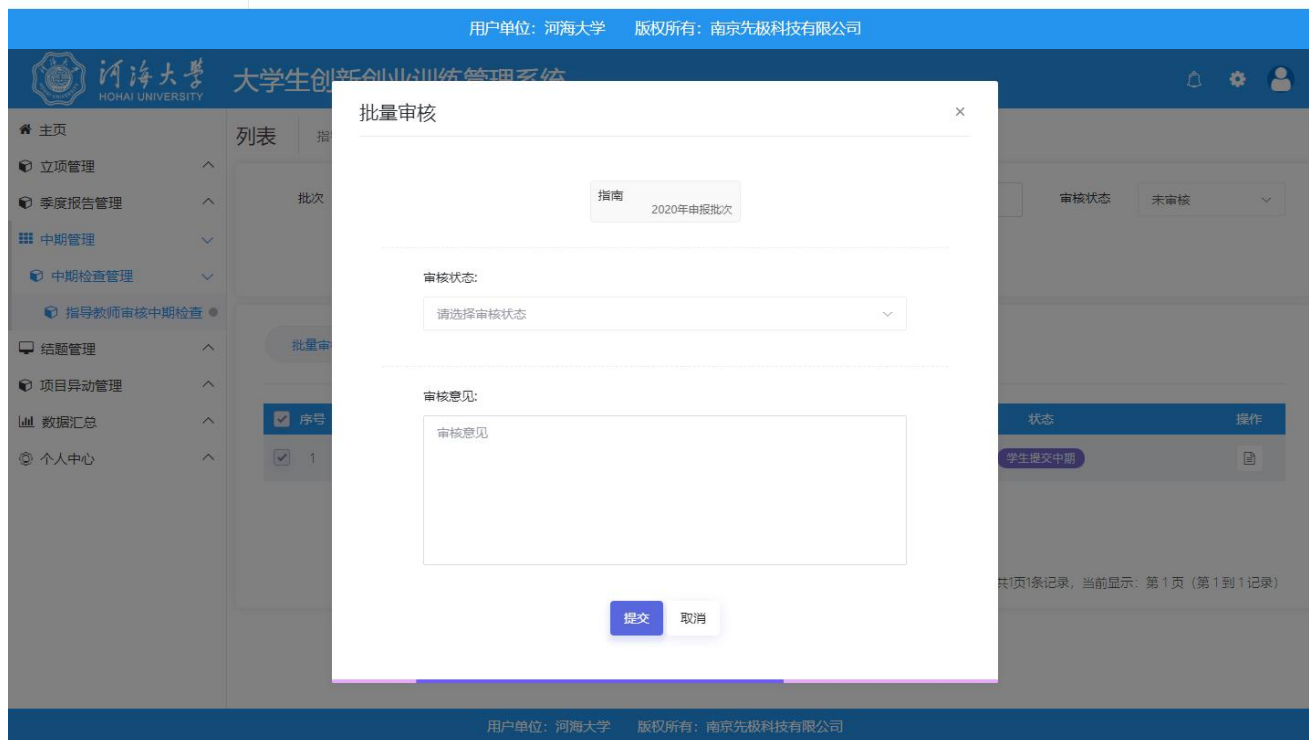 用户单位：河海大学 版权所有：南京先极科技有限公司
河海大学
HOHAI UNIVERSITY
大学生创新创业训练管理系统
主页
立项管理
季度报告管理
中期管理
中期检查管理
指导教师审核中期检查
结题管理
项目异动管理
数据汇总
个人中心
列表 指
批次
审核状态 未审核
批量审
序号 状态 操作
1 学生提交中期
共1页1条记录，当前显示：第1页（第1到1记录）
批量审核 ×
指南
2020年申报批次
审核状态:
请选择审核状态
审核意见:
审核意见
提交 取消
用户单位：河海大学 版权所有：南京先极科技有限公司